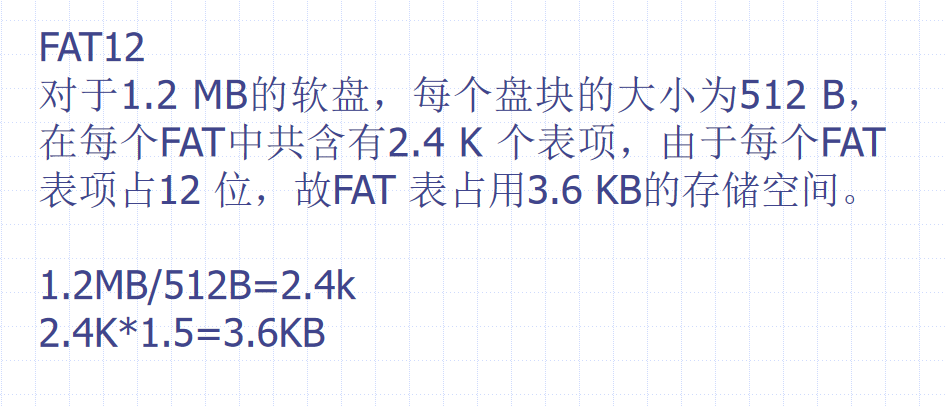 FAT12
对于1.2 MB的软盘，每个盘块的大小为512 B，
在每个FAT中共含有2.4 K 个表项，由于每个FAT
表项占12 位，故FAT 表占用3.6 KB的存储空间。
1.2MB/512B=2.4k
2.4K*1.5=3.6KB